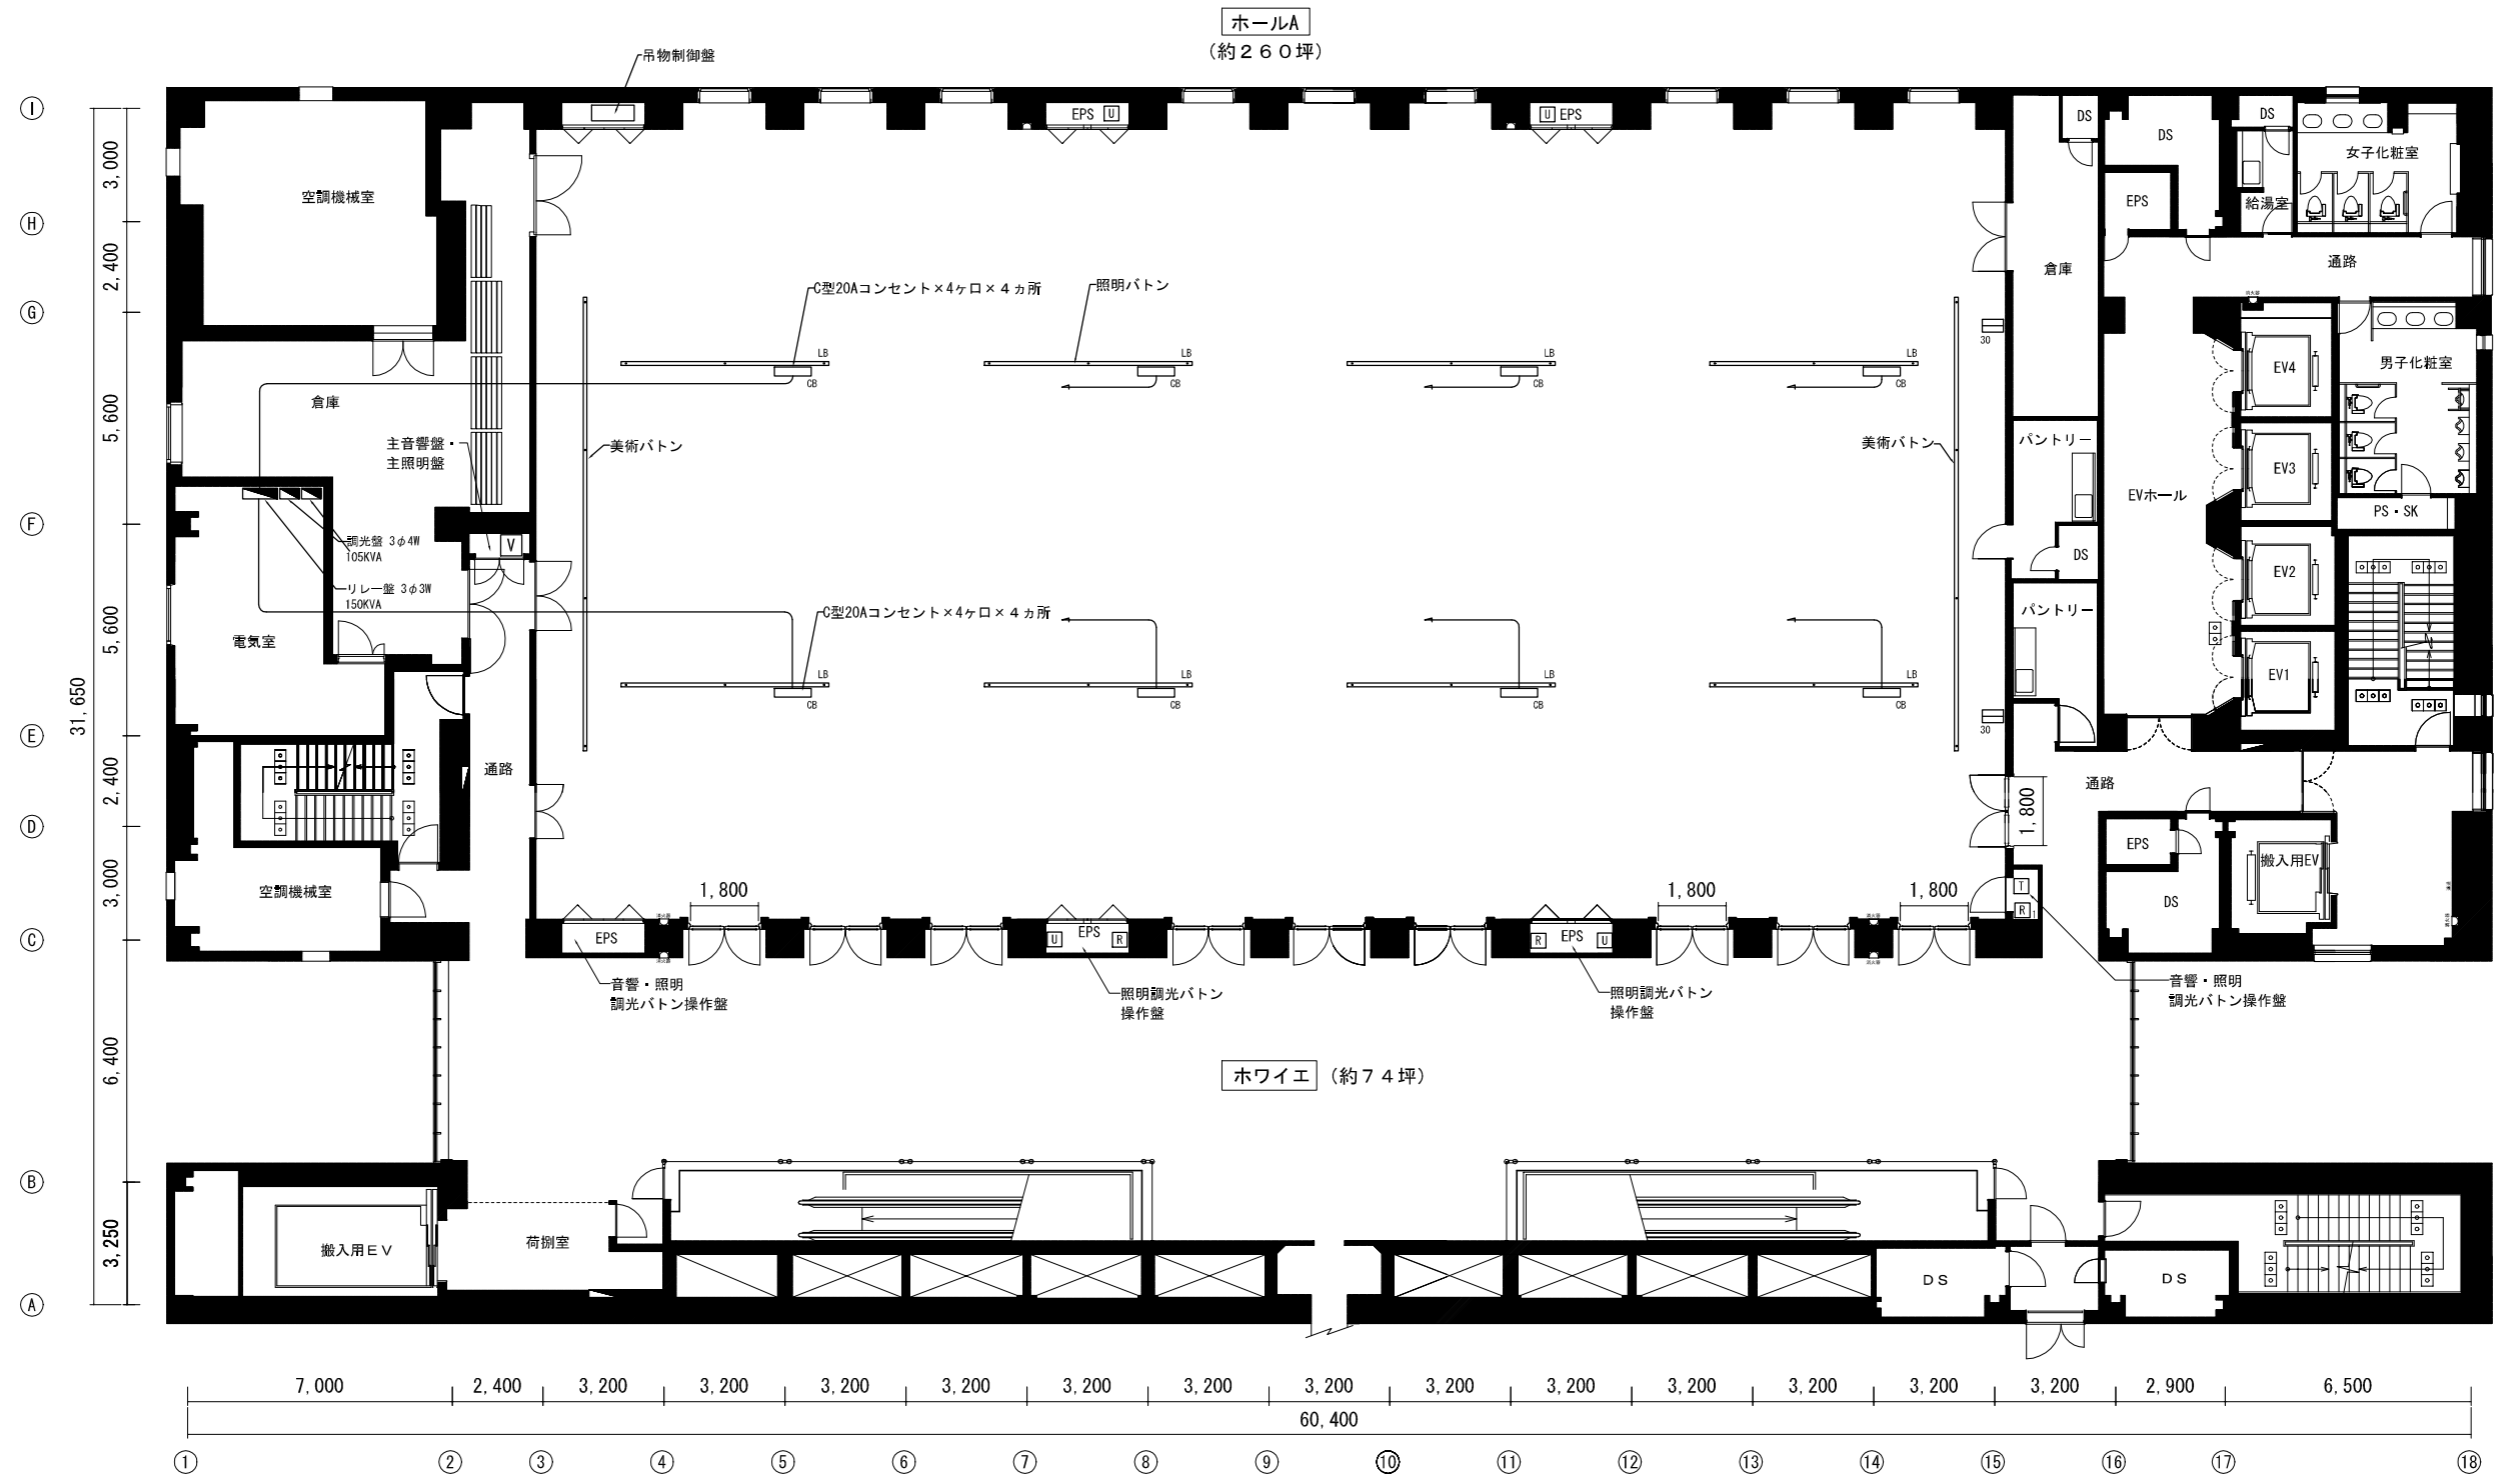 ホールA
(約２６０坪)
吊物制御盤
EPS U
U EPS
DS
DS
DS
女子化粧室
空調機械室
EPS
給湯室
倉庫
通路
C型20Aコンセント×4ヶ口×４ヵ所
照明バトン
LB
LB
LB
LB
CB
CB
CB
CB
30
EV4
男子化粧室
倉庫
主音響盤・
主照明盤
美術バトン
美術バトン
パントリー
EV3
EVホール
PS・SK
V
調光盤 3φ4W
105KVA
DS
EV2
リレー盤 3φ3W
150KVA
C型20Aコンセント×4ヶ口×４ヵ所
パントリー
電気室
LB
LB
LB
LB
CB
CB
CB
CB
EV1
30
通路
通路
1,800
EPS
搬入用EV
空調機械室
1,800
1,800
1,800
T
R
1
DS
EPS
U
EPS
R
R
EPS
U
音響・照明
調光バトン操作盤
照明調光バトン
操作盤
照明調光バトン
操作盤
音響・照明
調光バトン操作盤
ホワイエ (約７４坪)
搬入用ＥＶ
荷捌室
ＤＳ
ＤＳ
Ⓘ
Ⓗ
Ⓖ
Ⓕ
Ⓔ
Ⓓ
Ⓒ
Ⓑ
Ⓐ
3,000
2,400
5,600
5,600
2,400
3,000
6,400
3,250
31,650
7,000 2,400 3,200 3,200 3,200 3,200 3,200 3,200 3,200 3,200 3,200 3,200 3,200 3,200 3,200 2,900 6,500
60,400
① ② ③ ④ ⑤ ⑥ ⑦ ⑧ ⑨ ⑩ ⑪ ⑫ ⑬ ⑭ ⑮ ⑯ ⑰ ⑱